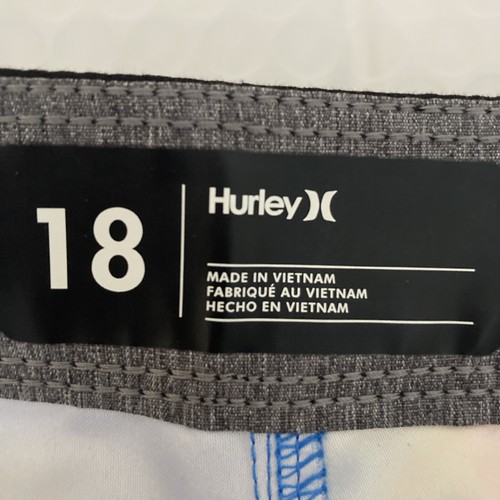 18
Hurley
MADE IN VIETNAM
FABRIQUÉ AU VIETNAM
HECHO EN VIETNAM